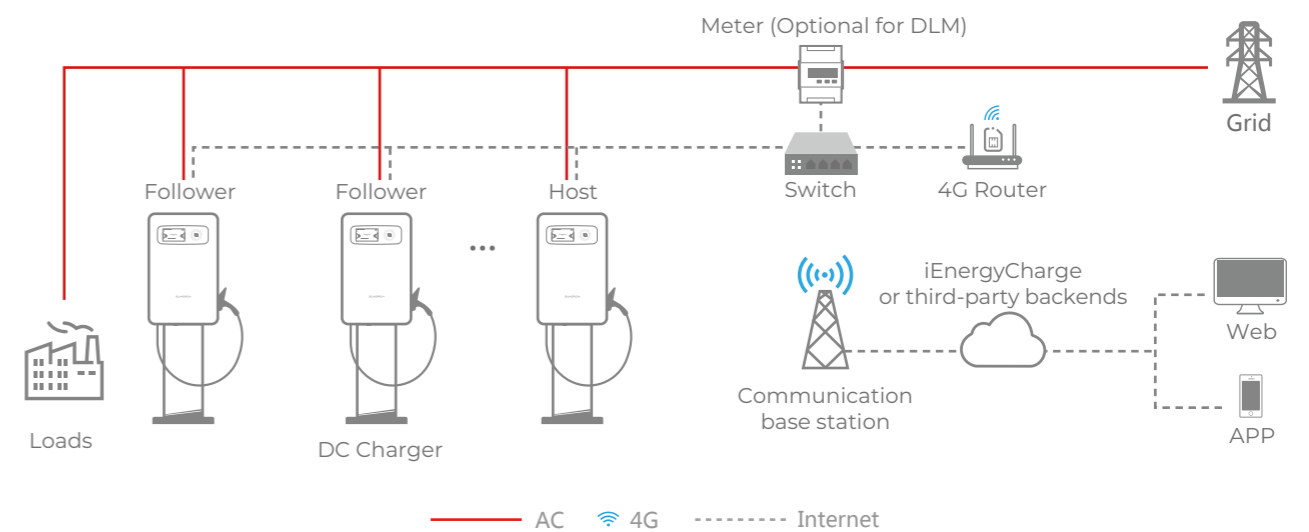 Meter (Optional for DLM)
Grid
Follower
Follower
Host
Switch
4G Router
iEnergyCharge
or third-party backends
Web
Communication
base station
Loads
DC Charger
APP
AC
4G
Internet